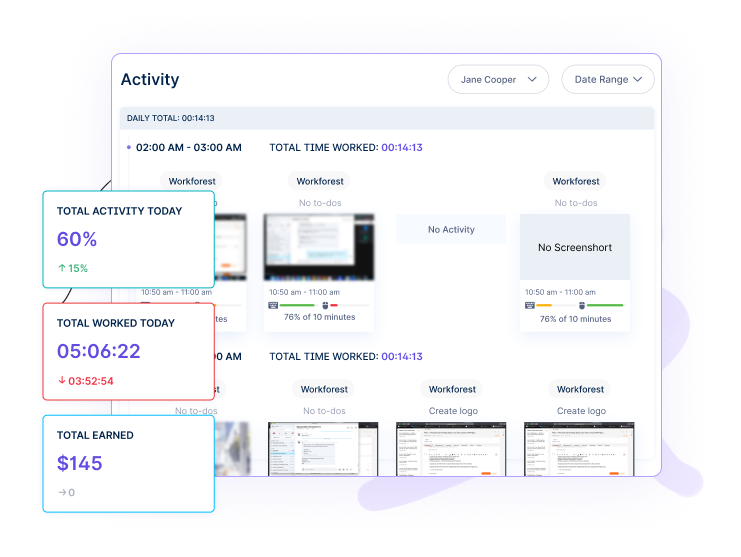 Activity
Jane Cooper
Date Range
DAILY TOTAL: 00:14:13
02:00 AM - 03:00 AM
TOTAL TIME WORKED: 00:14:13
Workforest
Workforest
Workforest
No to-dos
No to-dos
No Activity
No Screenshort
10:50 am - 11:00 am
10:50 am - 11:00 am
10:50 am - 11:00 am
76% of 10 minutes
76% of 10 minutes
TOTAL ACTIVITY TODAY
60%
↑ 15%
TOTAL WORKED TODAY
05:06:22
↓ 03:52:54
TOTAL EARNED
$145
→ 0
AM
TOTAL TIME WORKED: 00:14:13
Workforest
Workforest
Workforest
No to-dos
No to-dos
Create logo
Create logo